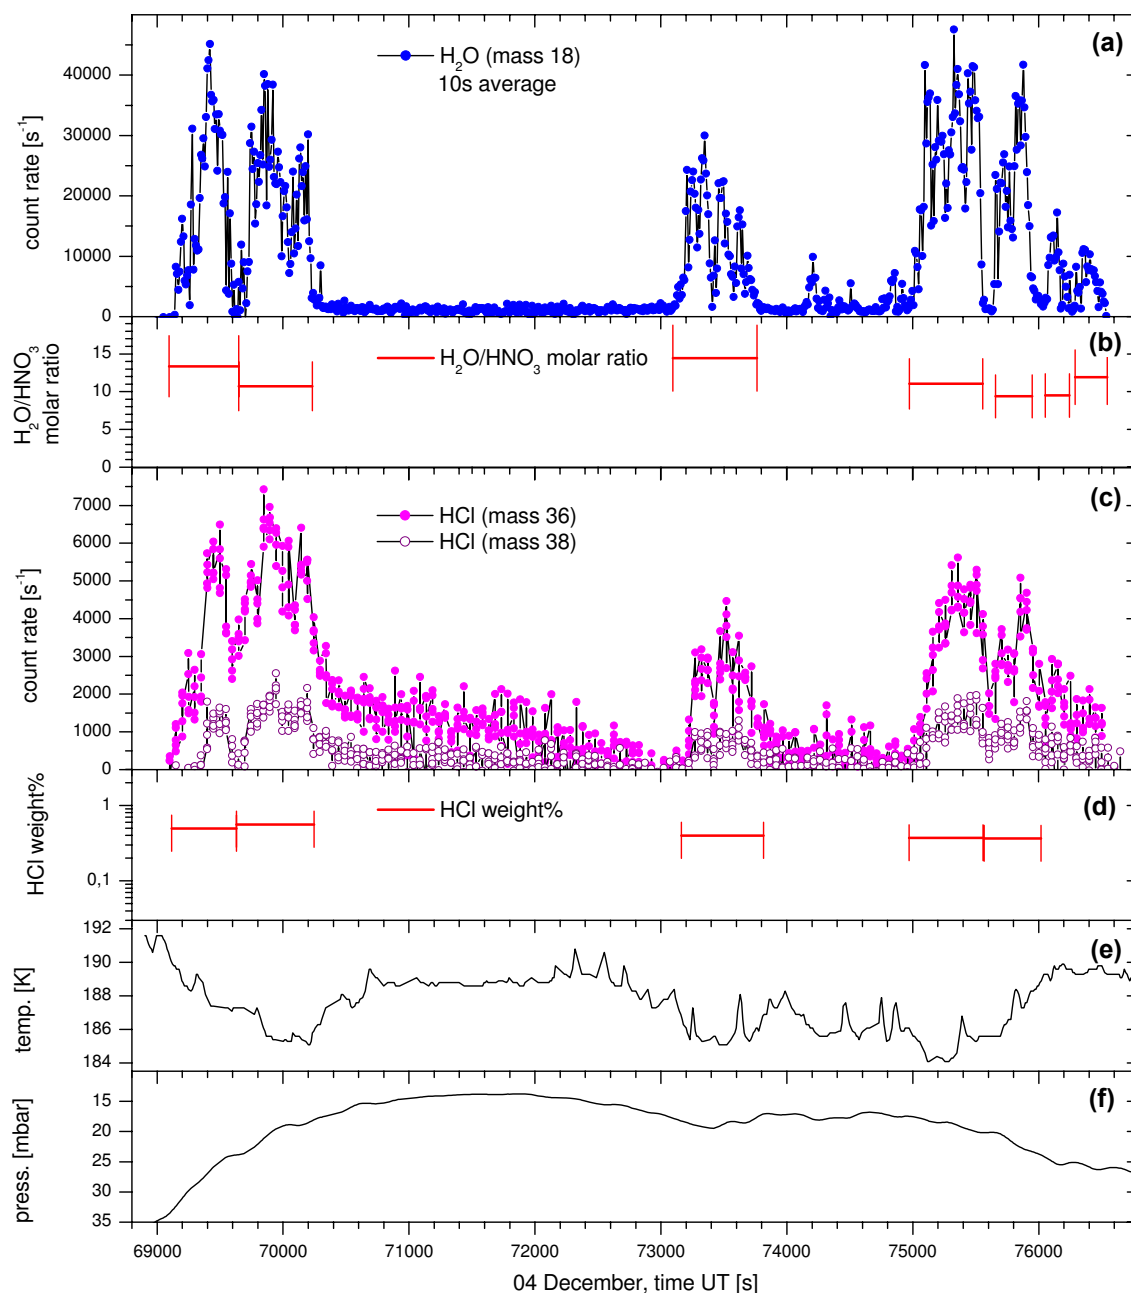 (a)
H₂O (mass 18)
10s average
count rate [s⁻¹]
40000
30000
20000
10000
0
(b)
H₂O/HNO₃ molar ratio
H₂O/HNO₃
molar ratio
15
10
5
0
(c)
HCl (mass 36)
HCl (mass 38)
count rate [s⁻¹]
7000
6000
5000
4000
3000
2000
1000
0
(d)
HCl weight%
HCl weight%
1
0,1
(e)
temp. [K]
192
190
188
186
184
(f)
press. [mbar]
15
20
25
30
35
69000 70000 71000 72000 73000 74000 75000 76000
04 December, time UT [s]